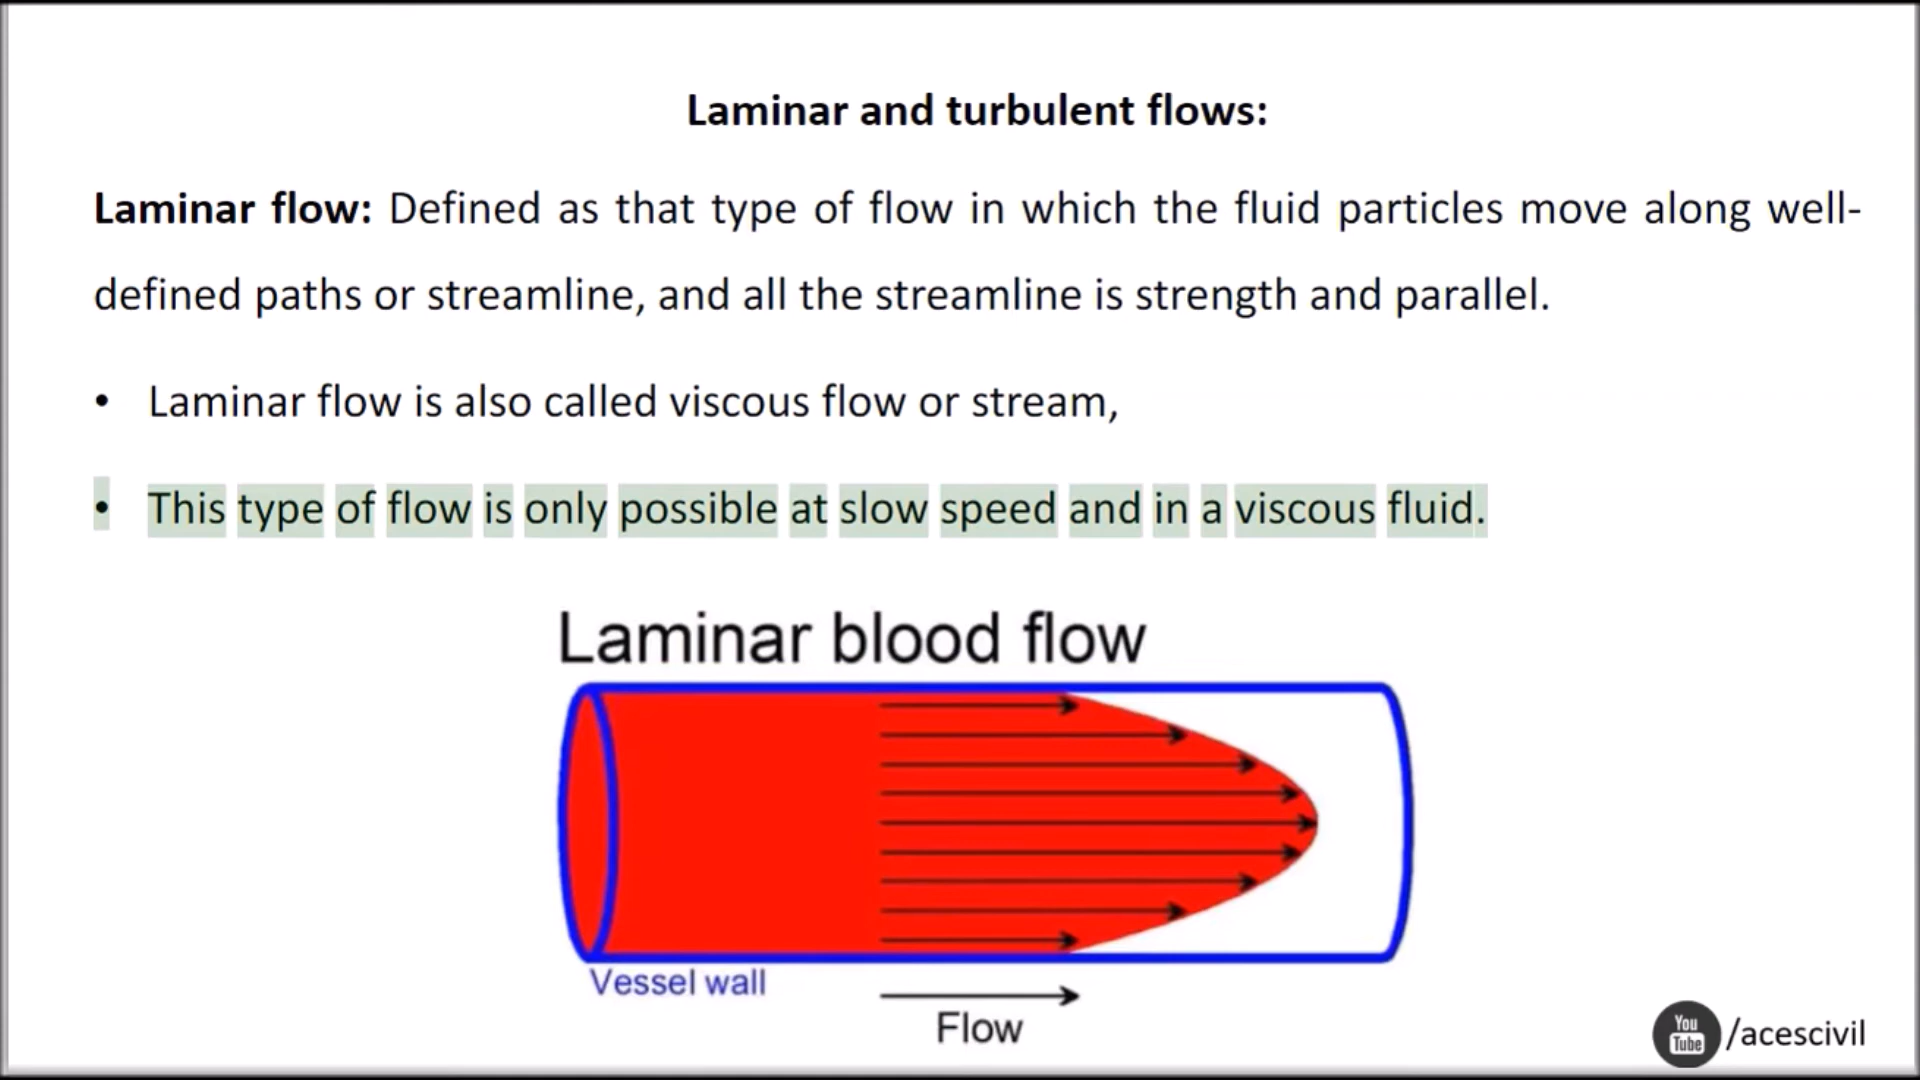 Laminar and turbulent flows:
Laminar flow: Defined as that type of flow in which the fluid particles move along well-
defined paths or streamline, and all the streamline is strength and parallel.
• Laminar flow is also called viscous flow or stream,
• This type of flow is only possible at slow speed and in a viscous fluid.
Laminar blood flow
Vessel wall
Flow
You
Tube
/acescivil